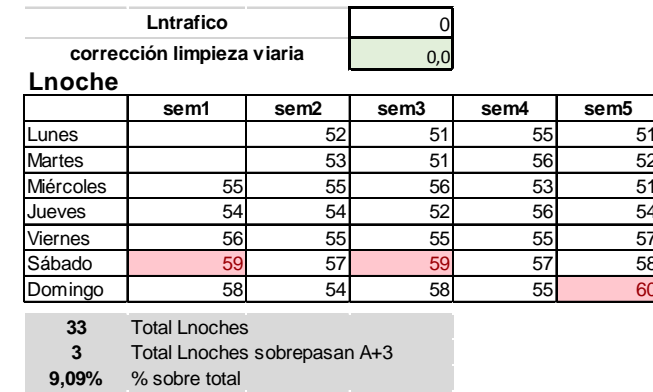 Lntrafico 0
corrección limpieza viaria 0,0
Lnoche
sem1 sem2 sem3 sem4 sem5
Lunes 52 51 55 51
Martes 53 51 56 52
Miércoles 55 55 56 53 51
Jueves 54 54 52 56 54
Viernes 56 55 55 55 57
Sábado 59 57 59 57 58
Domingo 58 54 58 55 60
33 Total Lnoches
3 Total Lnoches sobrepasan A+3
9,09% % sobre total